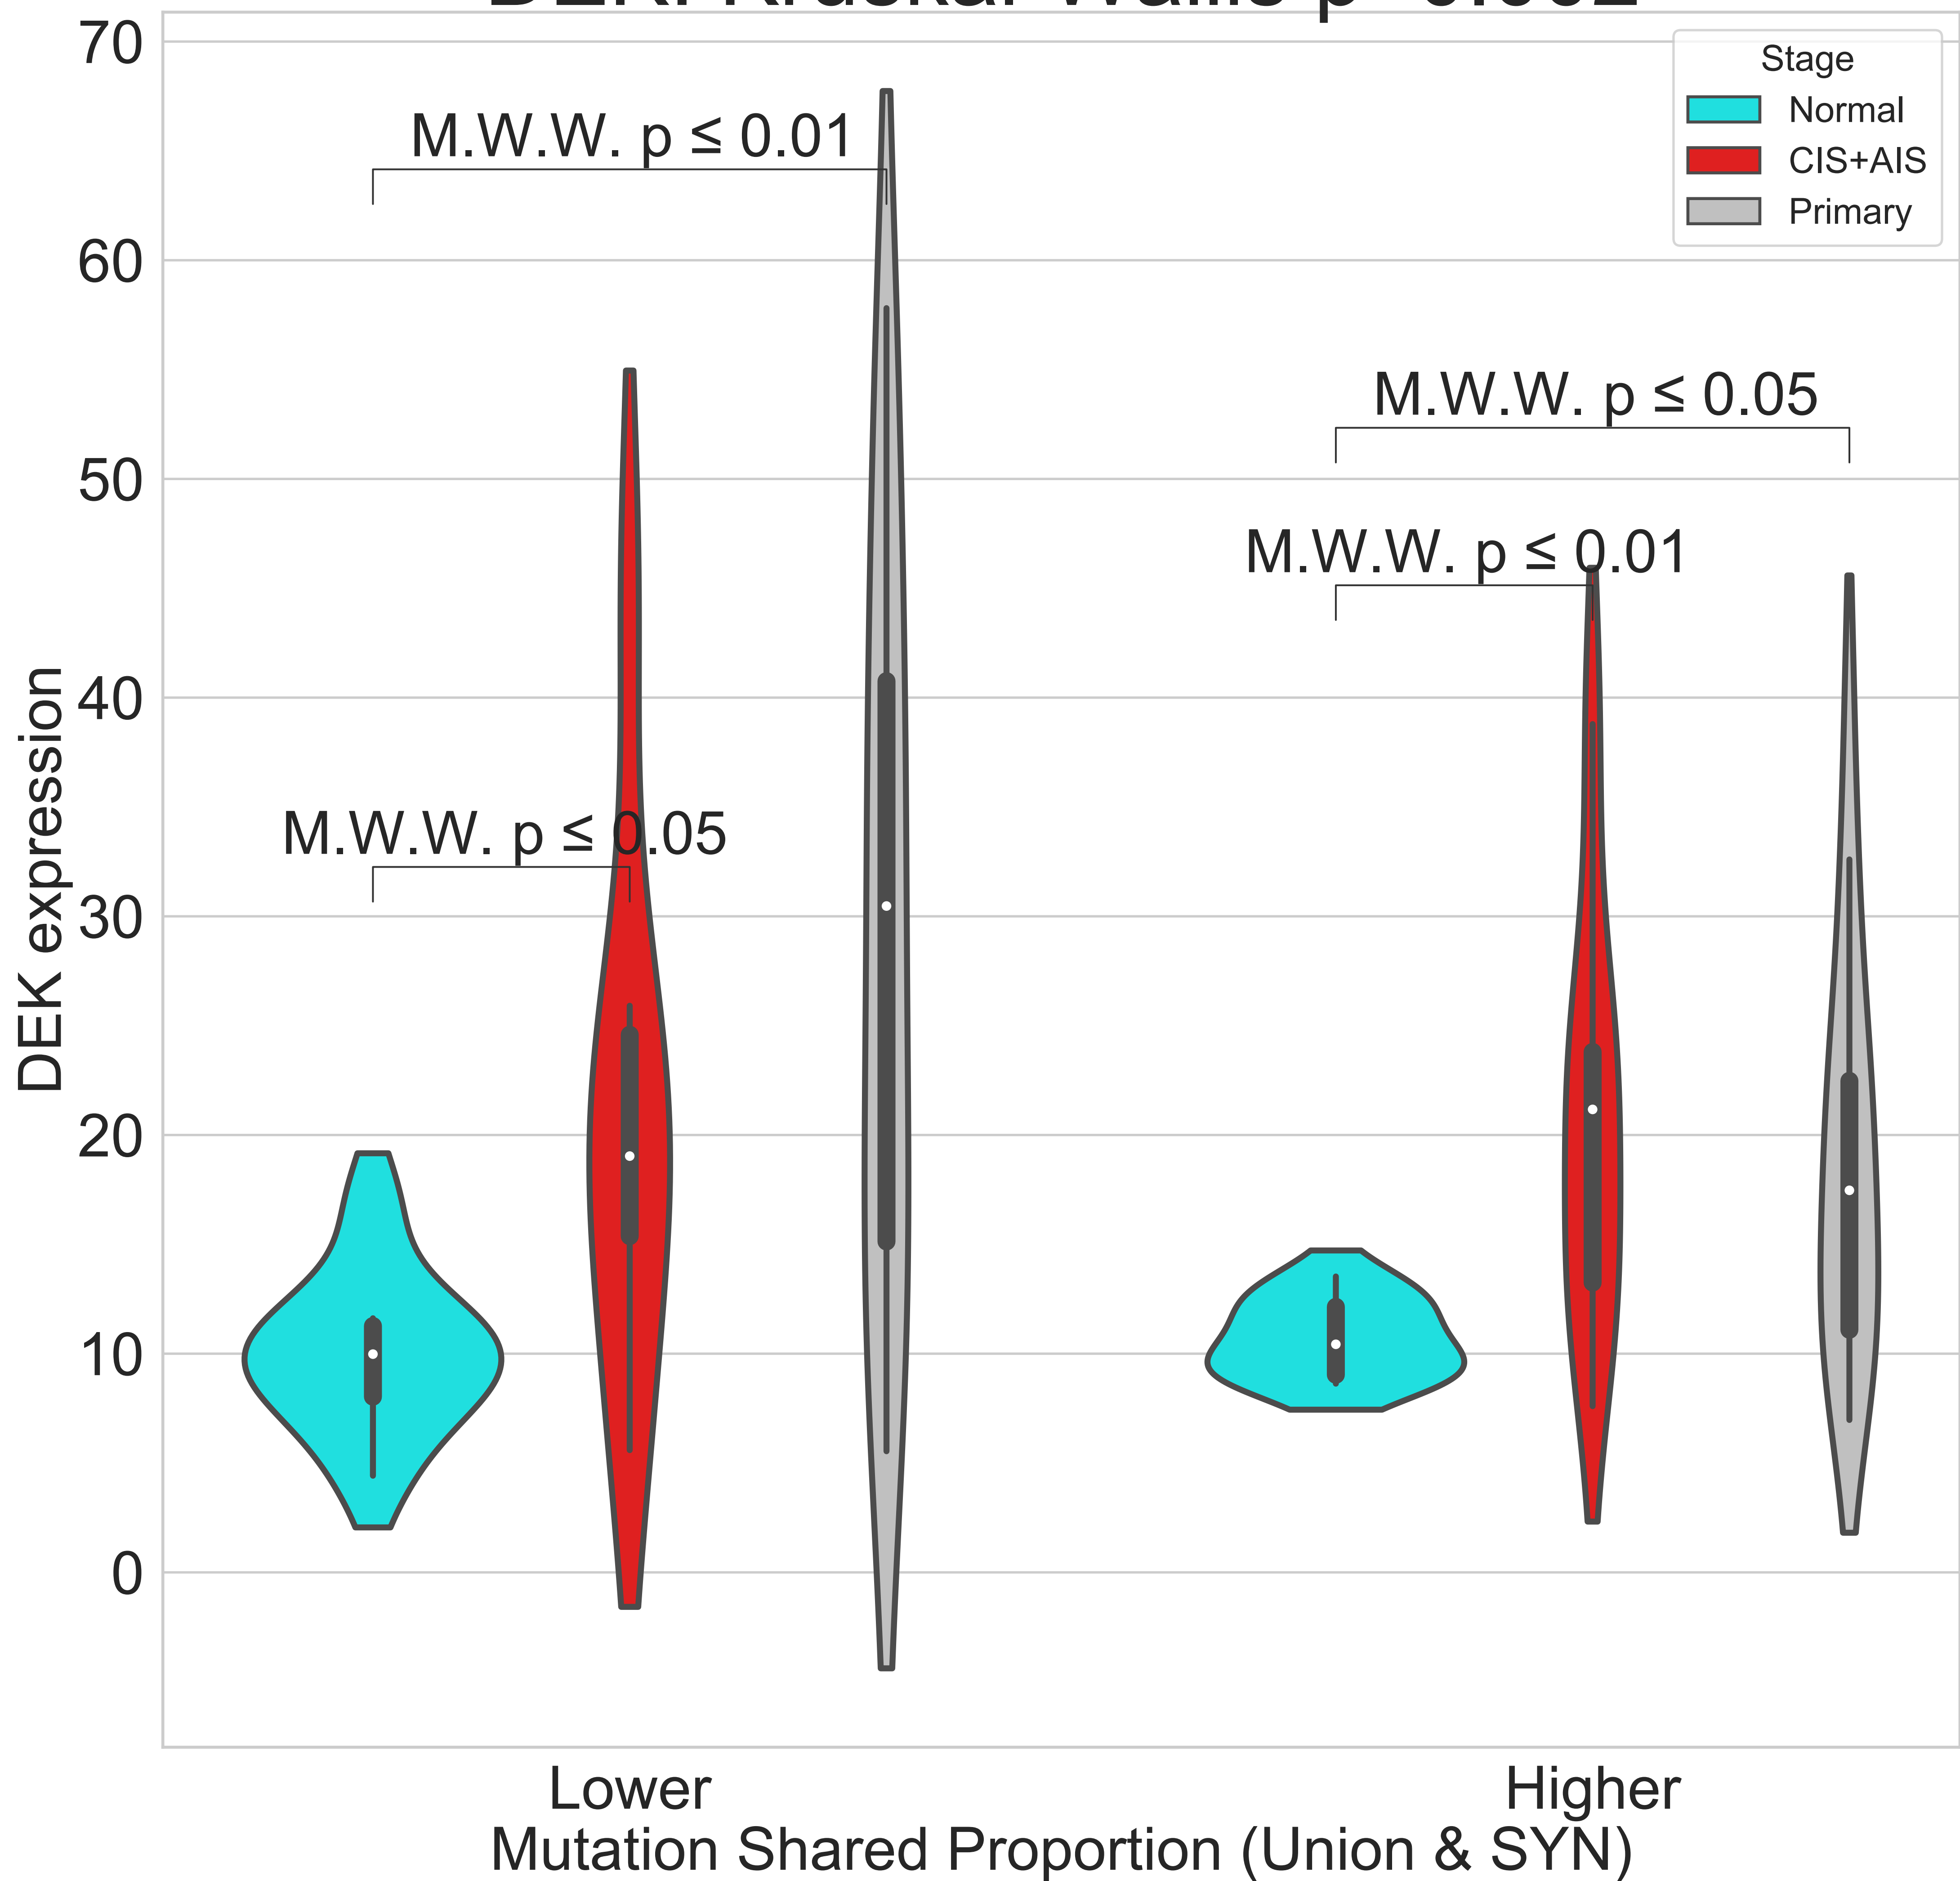 70
60
50
40
30
20
10
0
DEK expression
M.W.W. p ≤ 0.01
M.W.W. p ≤ 0.05
M.W.W. p ≤ 0.05
M.W.W. p ≤ 0.01
Stage
Normal
CIS+AIS
Primary
Lower
Higher
Mutation Shared Proportion (Union & SYN)